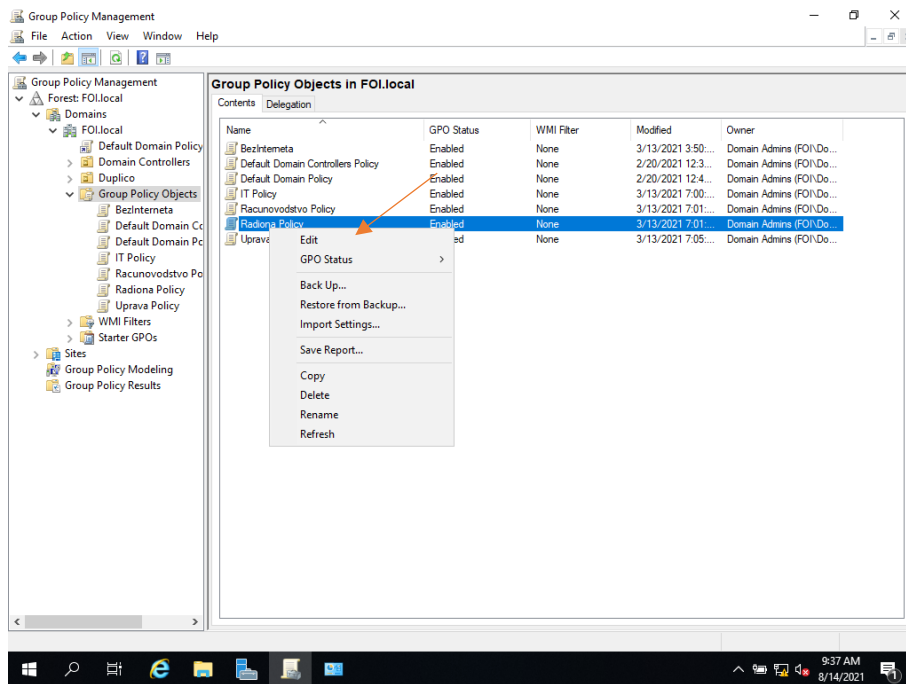 Group Policy Management
File Action View Window Help
Group Policy Management
Forest: FOI.local
Domains
FOI.local
Default Domain Policy
Domain Controllers
Duplico
Group Policy Objects
BezInterneta
Default Domain Cc
Default Domain Pc
IT Policy
Racunovodstvo Po
Radiona Policy
Uprava Policy
WMI Filters
Starter GPOs
Sites
Group Policy Modeling
Group Policy Results
Group Policy Objects in FOI.local
Contents Delegation
Name GPO Status WMI Filter Modified Owner
BezInterneta Enabled None 3/13/2021 3:50:... Domain Admins (FOI\Do...
Default Domain Controllers Policy Enabled None 2/20/2021 12:3... Domain Admins (FOI\Do...
Default Domain Policy Enabled None 2/20/2021 12:4... Domain Admins (FOI\Do...
IT Policy Enabled None 3/13/2021 7:00:... Domain Admins (FOI\Do...
Racunovodstvo Policy Enabled None 3/13/2021 7:01:... Domain Admins (FOI\Do...
Radiona Policy Enabled None 3/13/2021 7:01:... Domain Admins (FOI\Do...
Uprava ed None 3/13/2021 7:05:... Domain Admins (FOI\Do...
Edit
GPO Status
Back Up...
Restore from Backup...
Import Settings...
Save Report...
Copy
Delete
Rename
Refresh
9:37 AM
8/14/2021
1